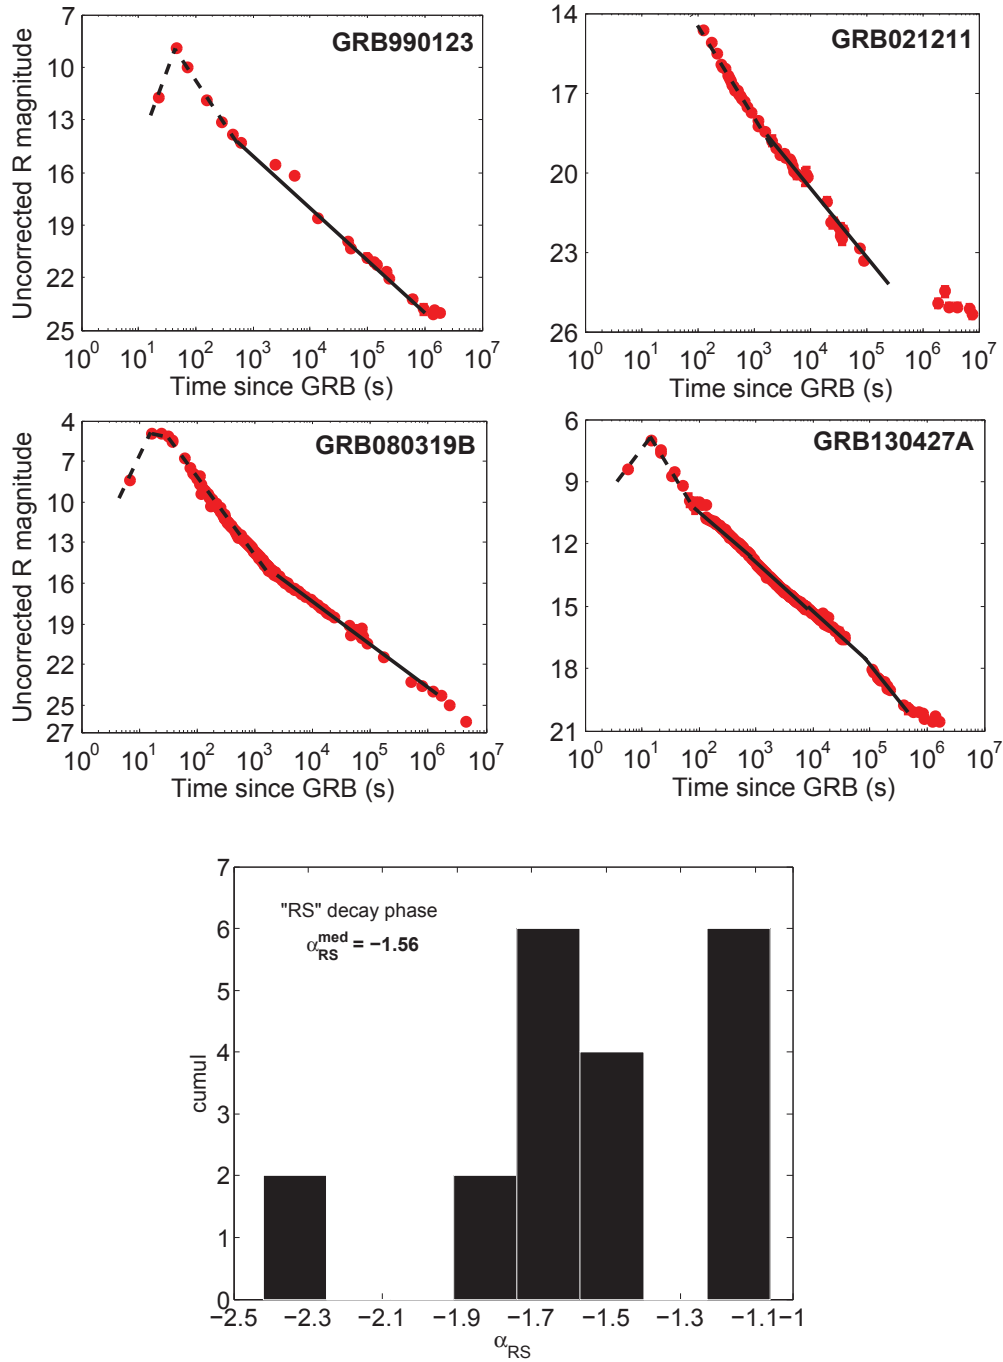 GRB990123
Uncorrected R magnitude
7
10
13
16
19
22
25
10^0 10^1 10^2 10^3 10^4 10^5 10^6 10^7
Time since GRB (s)
GRB021211
14
17
20
23
26
10^0 10^1 10^2 10^3 10^4 10^5 10^6 10^7
Time since GRB (s)
GRB080319B
Uncorrected R magnitude
4
7
10
13
16
19
22
25
27
10^0 10^1 10^2 10^3 10^4 10^5 10^6 10^7
Time since GRB (s)
GRB130427A
6
9
12
15
18
21
10^0 10^1 10^2 10^3 10^4 10^5 10^6 10^7
Time since GRB (s)
"RS" decay phase
α_RS^med = −1.56
cumul
7
6
5
4
3
2
1
0
−2.5 −2.3 −2.1 −1.9 −1.7 −1.5 −1.3 −1.1 −1
α_RS